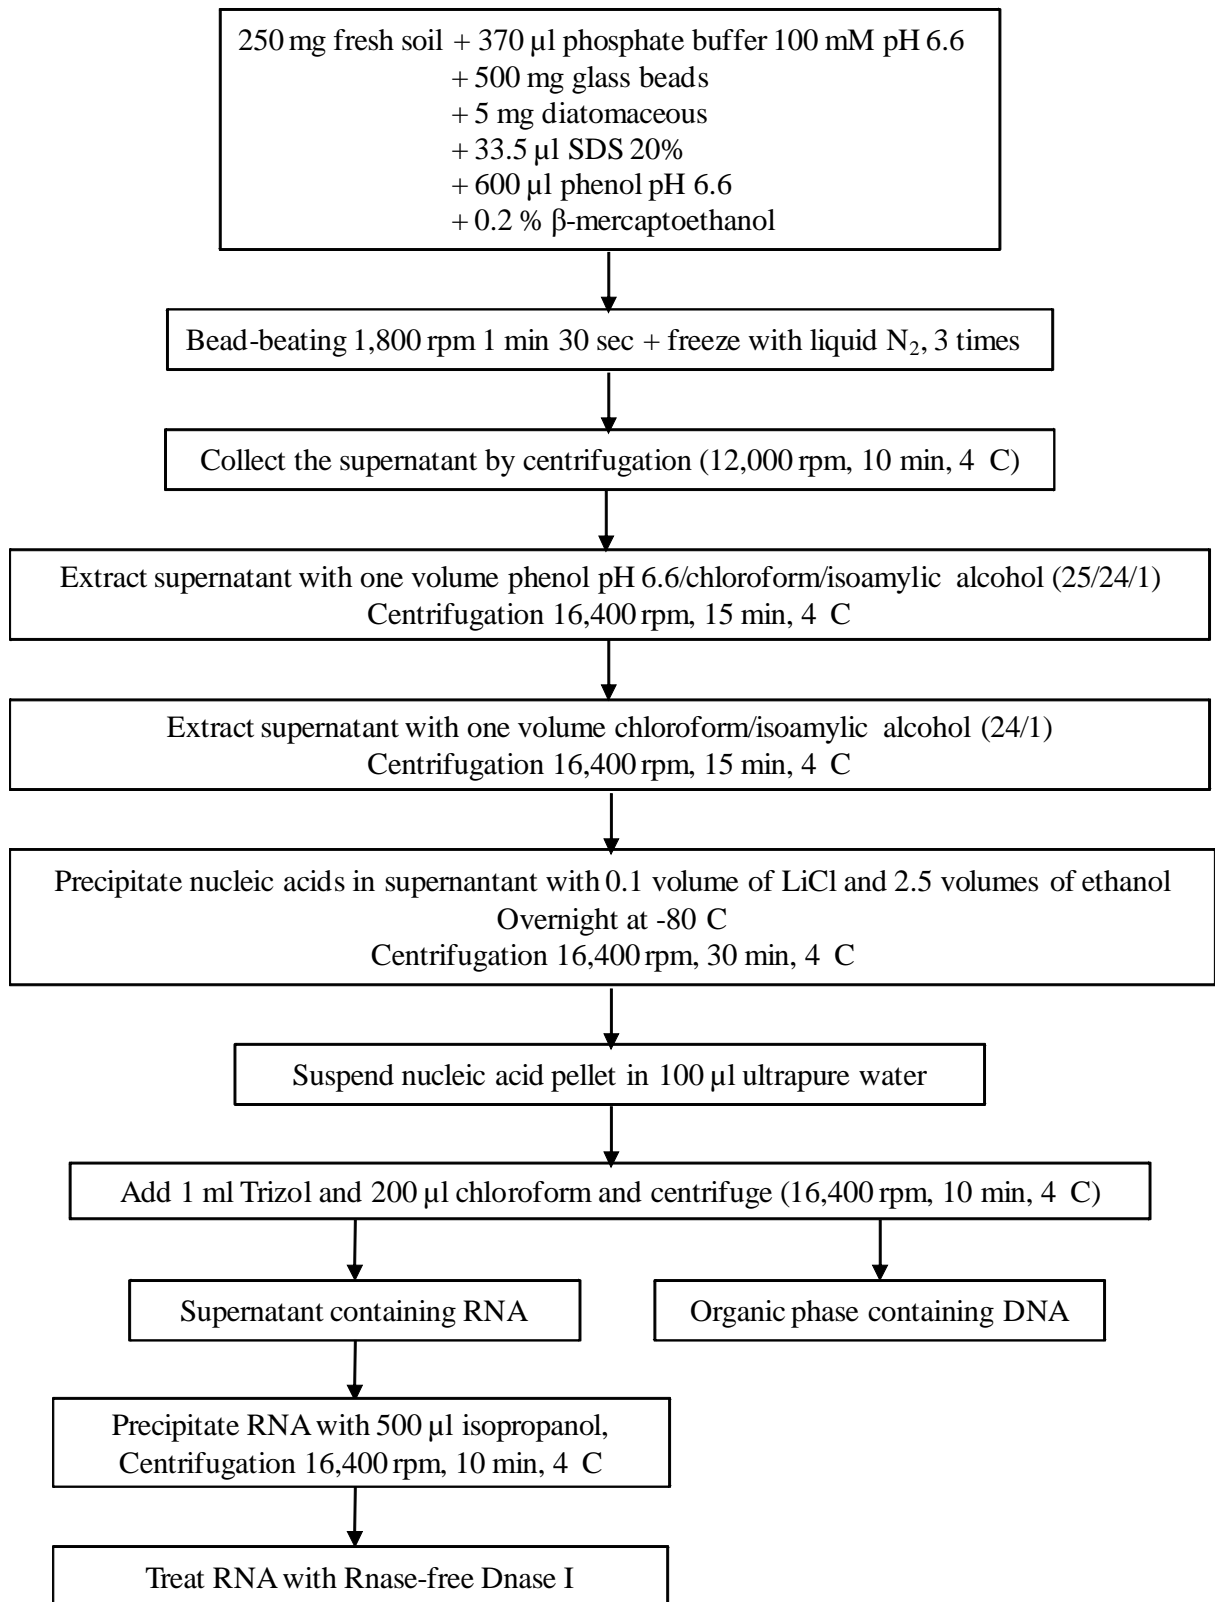 250 mg fresh soil + 370 µl phosphate buffer 100 mM pH 6.6
+ 500 mg glass beads
+ 5 mg diatomaceous
+ 33.5 µl SDS 20%
+ 600 µl phenol pH 6.6
+ 0.2 % β-mercaptoethanol
Bead-beating 1,800 rpm 1 min 30 sec + freeze with liquid N₂, 3 times
Collect the supernatant by centrifugation (12,000 rpm, 10 min, 4 C)
Extract supernatant with one volume phenol pH 6.6/chloroform/isoamylic alcohol (25/24/1)
Centrifugation 16,400 rpm, 15 min, 4 C
Extract supernatant with one volume chloroform/isoamylic alcohol (24/1)
Centrifugation 16,400 rpm, 15 min, 4 C
Precipitate nucleic acids in supernantant with 0.1 volume of LiCl and 2.5 volumes of ethanol
Overnight at -80 C
Centrifugation 16,400 rpm, 30 min, 4 C
Suspend nucleic acid pellet in 100 µl ultrapure water
Add 1 ml Trizol and 200 µl chloroform and centrifuge (16,400 rpm, 10 min, 4 C)
Supernatant containing RNA
Organic phase containing DNA
Precipitate RNA with 500 µl isopropanol,
Centrifugation 16,400 rpm, 10 min, 4 C
Treat RNA with Rnase-free Dnase I